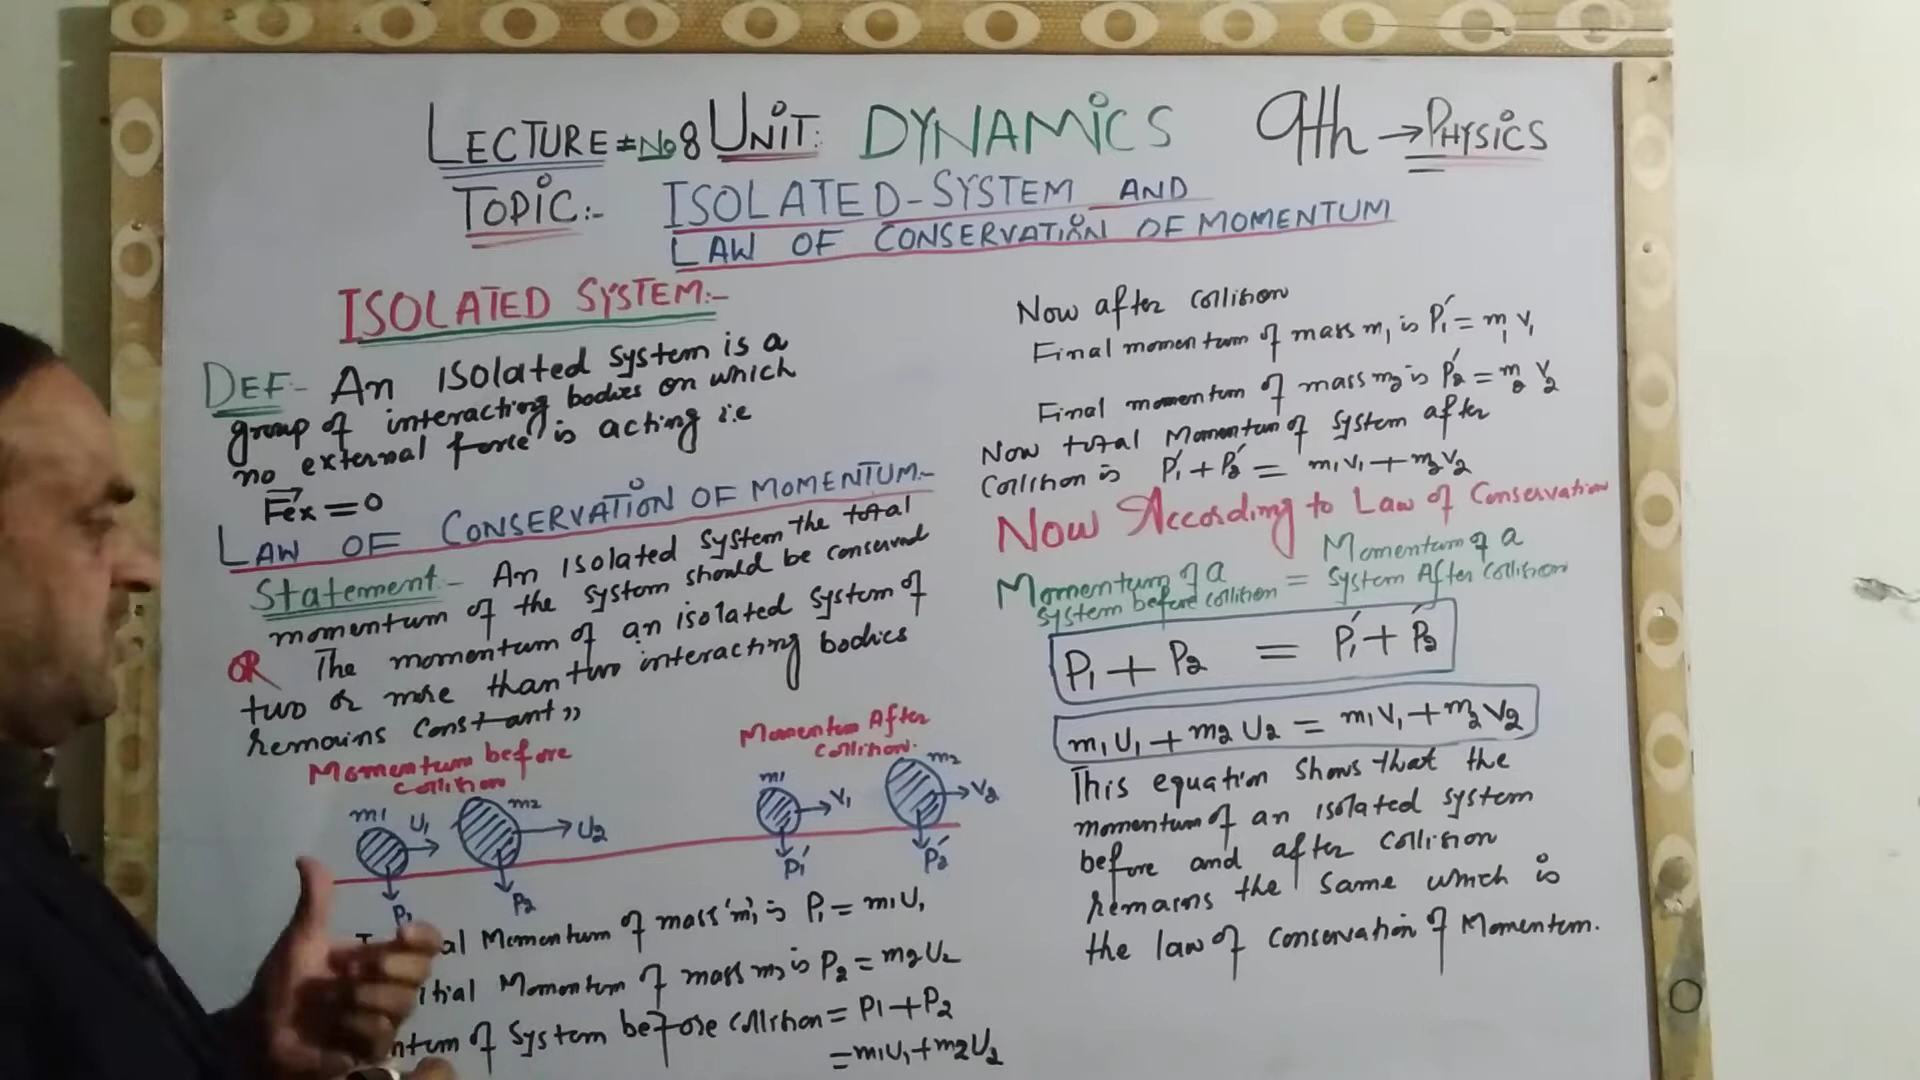 LECTURE=No8 UNIT: DYNAMICS 9th → PHYSICS
TOPIC:- ISOLATED-SYSTEM AND
LAW OF CONSERVATION OF MOMENTUM
ISOLATED SYSTEM:-
DEF:- An isolated system is a
group of interacting bodies on which
no external force is acting i.e
F⃗ex = 0
LAW OF CONSERVATION OF MOMENTUM:-
Statement:- An isolated system the total
momentum of the system should be conserved
OR The momentum of an isolated system of
two or more than two interacting bodies
remains constant”
Momentum before
collision
m1 U1 m2 U2
P1 P2
Momentum After
collision.
m1 V1 m2 V2
P1′ P2′
al Momentum of mass 'm1' is P1 = m1U1
itial Momentum of mass m2 is P2 = m2U2
ntum of system before collision = P1 + P2
= m1U1 + m2U2
Now after collision
Final momentum of mass m1 is P1′ = m1 V1
Final momentum of mass m2 is P2′ = m2 V2
Now total Momentum of system after
collision is P1′ + P2′ = m1V1 + m2V2
Now According to Law of Conservation
Momentum of a
system before collision = Momentum of a
system After collision
P1 + P2 = P1′ + P2′
m1U1 + m2U2 = m1V1 + m2V2
This equation shows that the
momentum of an isolated system
before and after collision
remains the same which is
the law of conservation of Momentum.